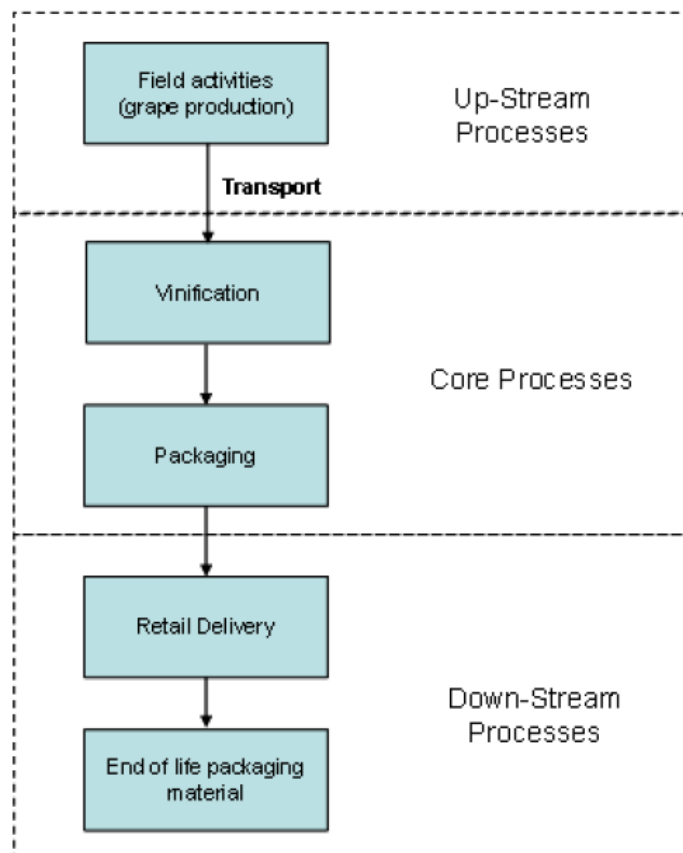 Field activities
(grape production)
Up-Stream
Processes
Transport
Vinification
Core Processes
Packaging
Retail Delivery
Down-Stream
Processes
End of life packaging
material